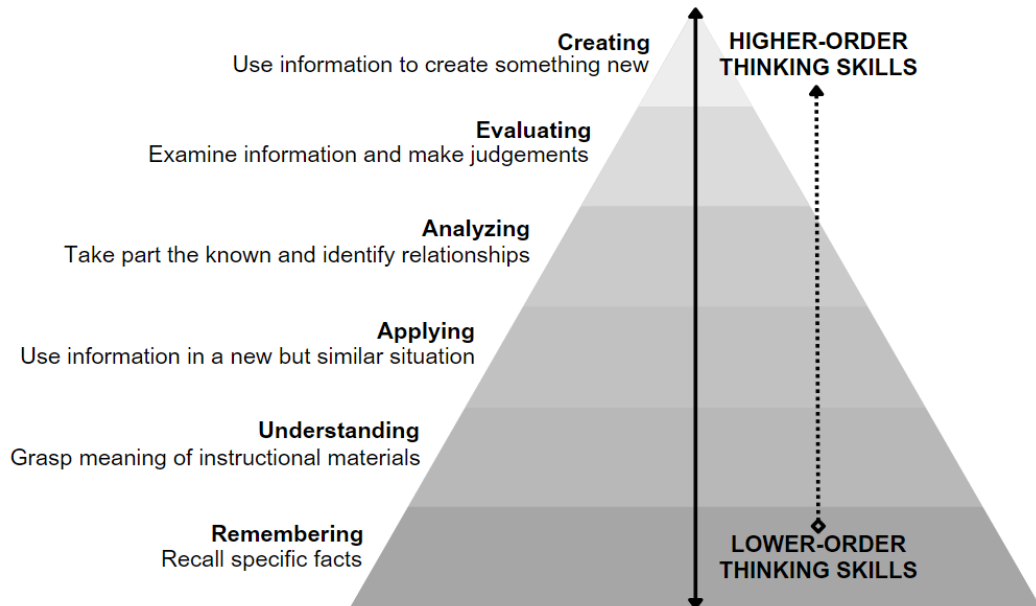 Creating
Use information to create something new
HIGHER-ORDER
THINKING SKILLS
Evaluating
Examine information and make judgements
Analyzing
Take part the known and identify relationships
Applying
Use information in a new but similar situation
Understanding
Grasp meaning of instructional materials
Remembering
Recall specific facts
LOWER-ORDER
THINKING SKILLS